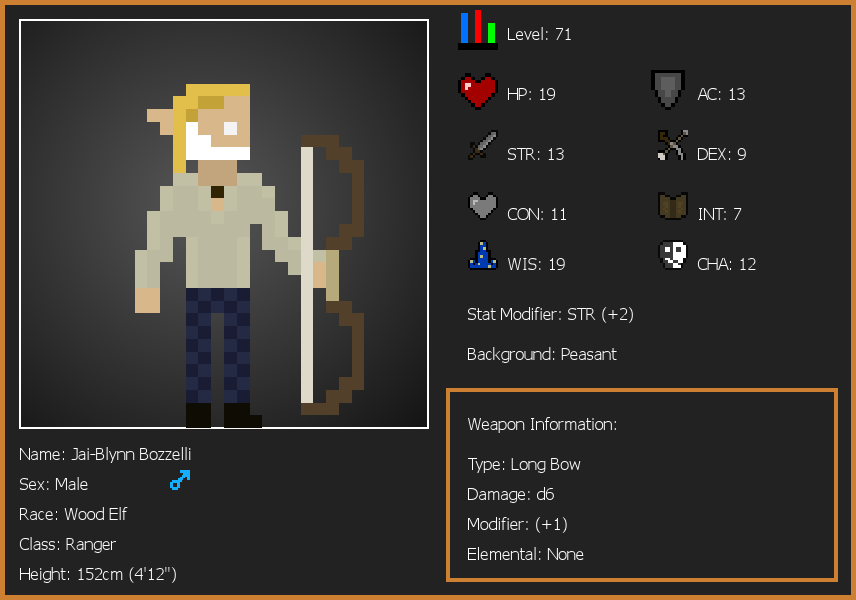 Level: 71
HP: 19
AC: 13
STR: 13
DEX: 9
CON: 11
INT: 7
WIS: 19
CHA: 12
Stat Modifier: STR (+2)
Background: Peasant
Weapon Information:
Type: Long Bow
Damage: d6
Modifier: (+1)
Elemental: None
Name: Jai-Blynn Bozzelli
Sex: Male
Race: Wood Elf
Class: Ranger
Height: 152cm (4'12")